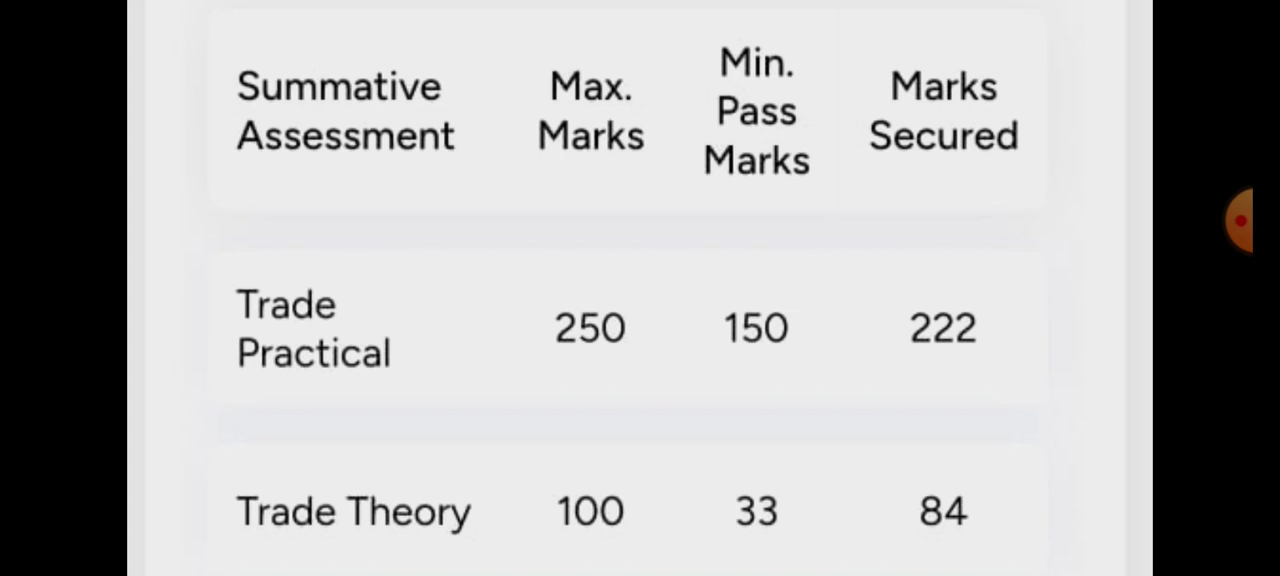 Summative Assessment Max. Marks Min. Pass Marks Marks Secured
Trade Practical 250 150 222
Trade Theory 100 33 84